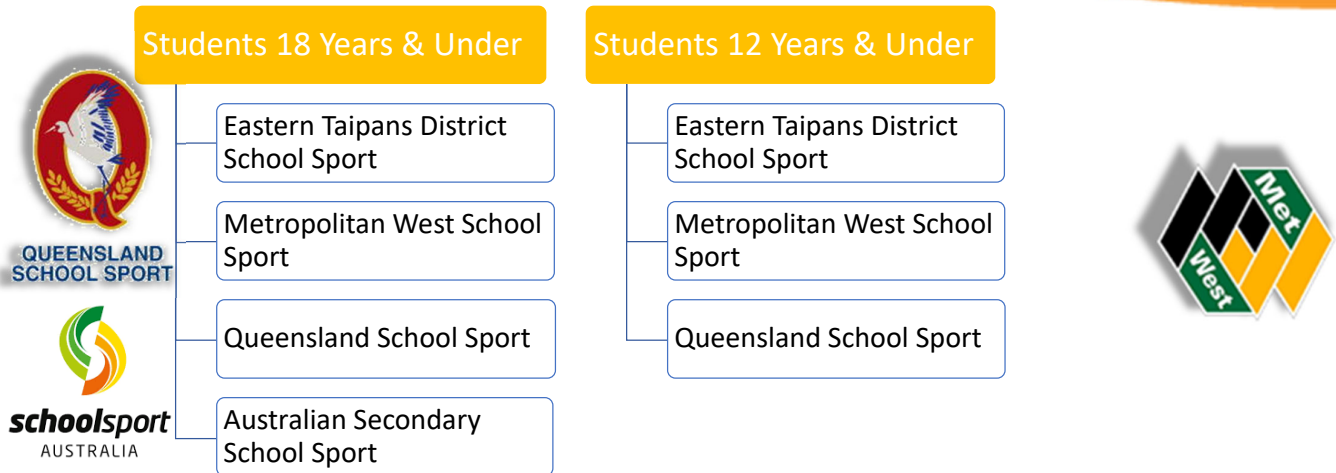 Students 18 Years & Under
Eastern Taipans District
School Sport
Metropolitan West School
Sport
Queensland School Sport
Australian Secondary
School Sport
Students 12 Years & Under
Eastern Taipans District
School Sport
Metropolitan West School
Sport
Queensland School Sport
QUEENSLAND
SCHOOL SPORT
schoolsport
AUSTRALIA
Met
West